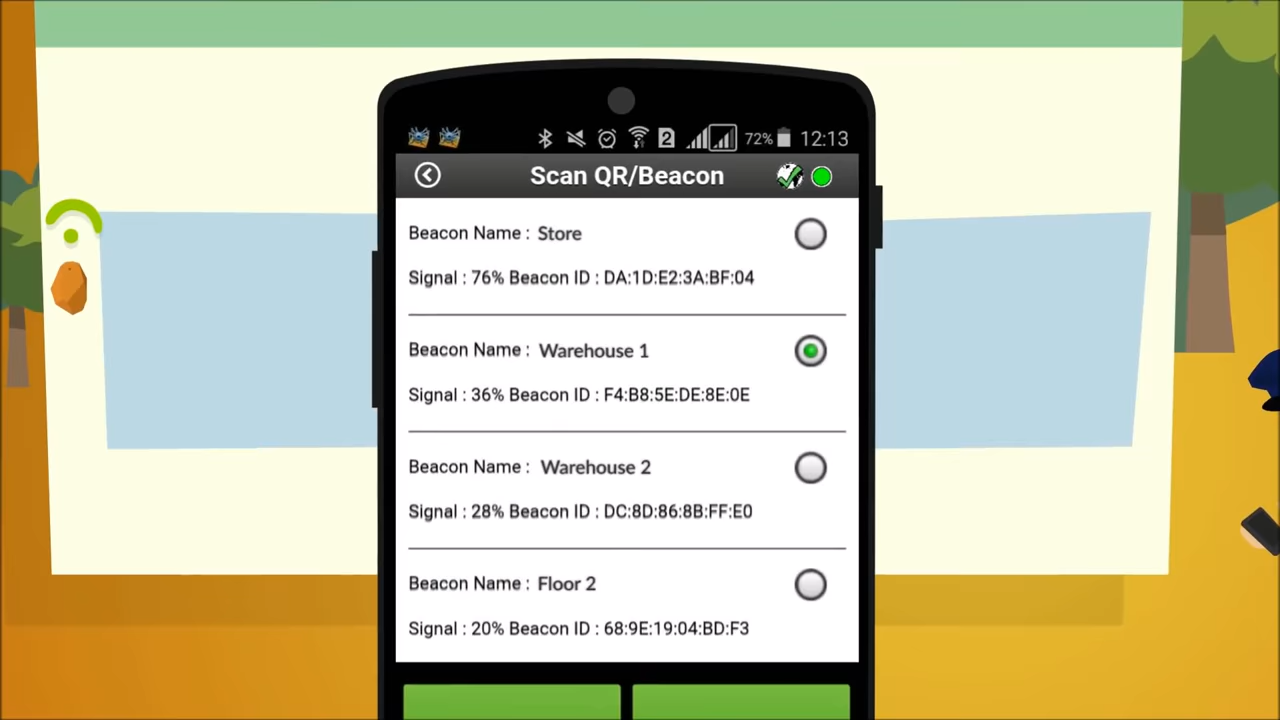 2 72% 12:13
Scan QR/Beacon
Beacon Name : Store
Signal : 76% Beacon ID : DA:1D:E2:3A:BF:04
Beacon Name : Warehouse 1
Signal : 36% Beacon ID : F4:B8:5E:DE:8E:0E
Beacon Name : Warehouse 2
Signal : 28% Beacon ID : DC:8D:86:8B:FF:E0
Beacon Name : Floor 2
Signal : 20% Beacon ID : 68:9E:19:04:BD:F3